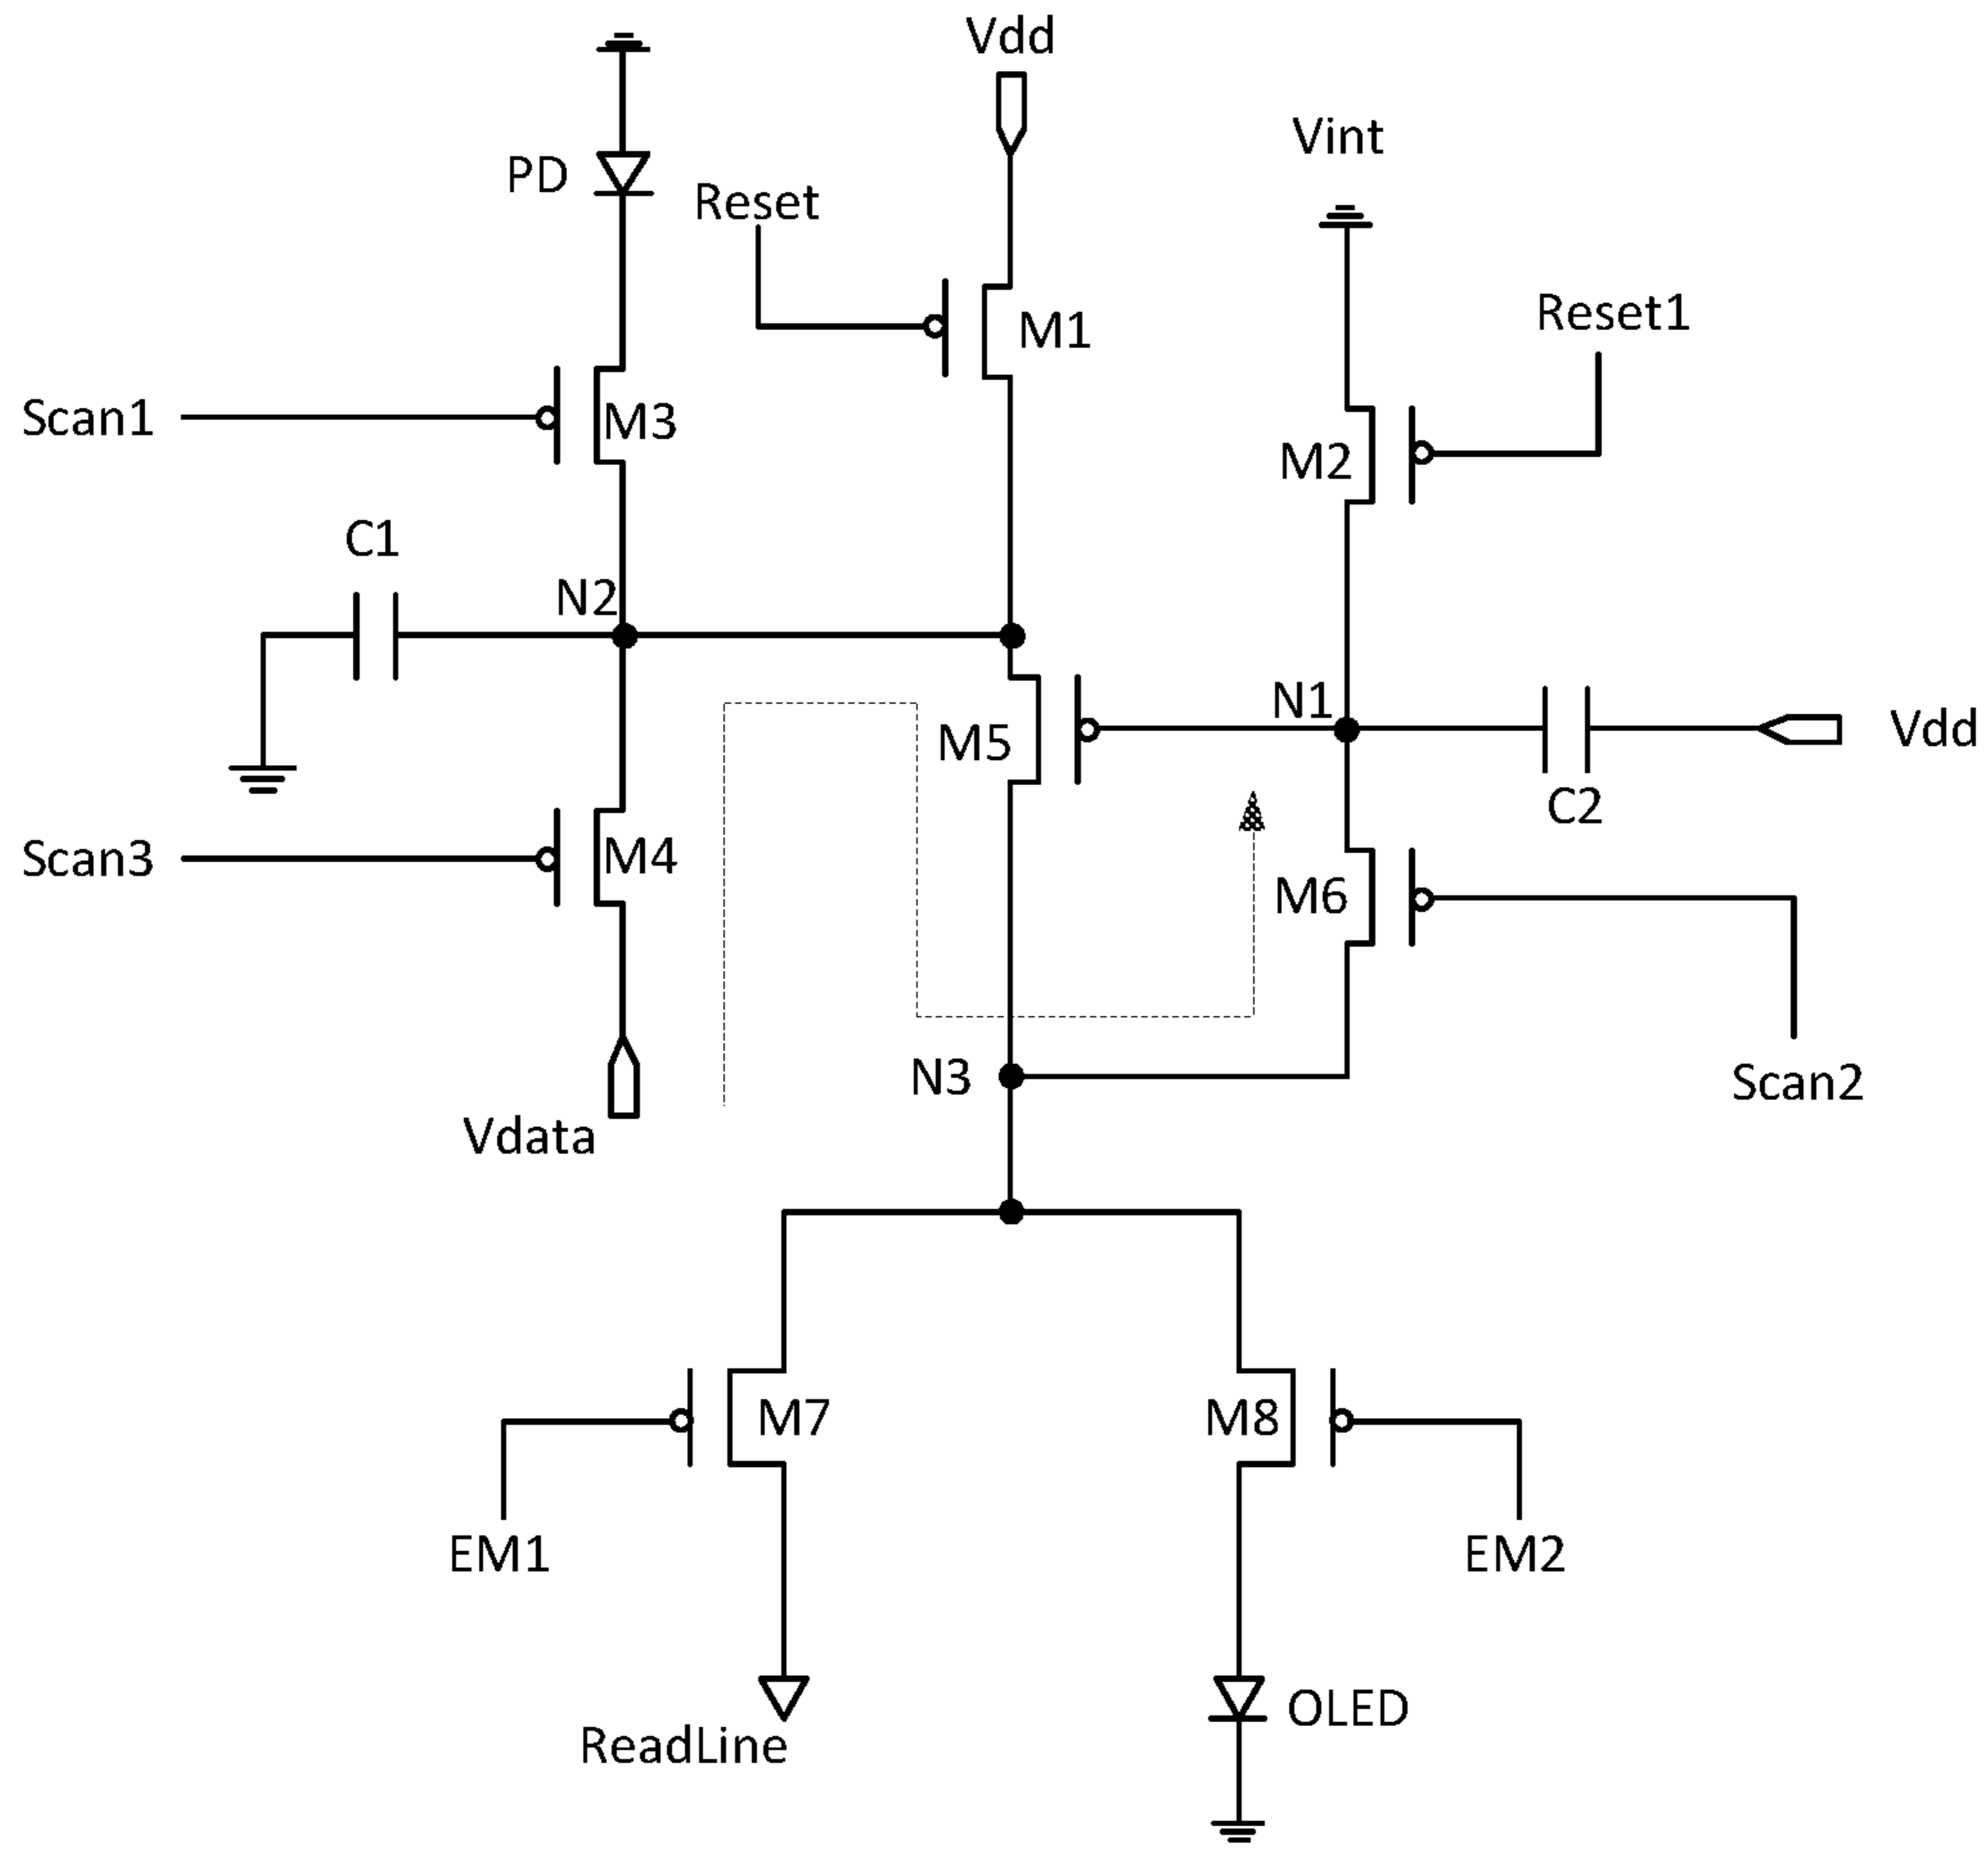 Vdd
Vint
PD
Reset
Reset1
M1
Scan1
M3
M2
C1
N2
N1
M5
Vdd
C2
Scan3
M4
M6
N3
Scan2
Vdata
M7
M8
EM1
EM2
OLED
ReadLine